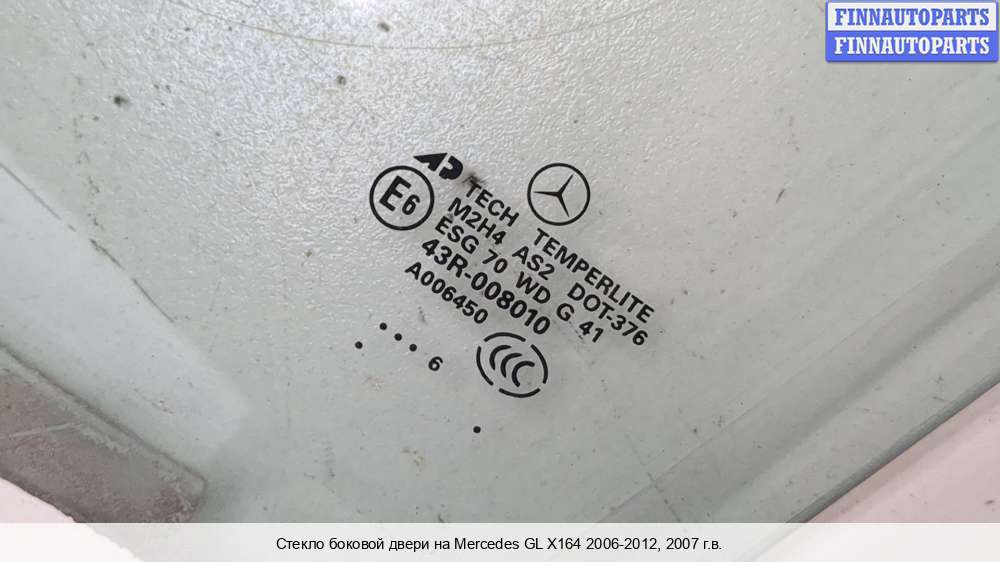 FINNAUTOPARTS
FINNAUTOPARTS
AP TECH TEMPERLITE
E6
M2H4 AS2 DOT-376
ESG 70 WD G 41
43R-008010
A006450
CCC
. . . . 6
.
Стекло боковой двери на Mercedes GL X164 2006-2012, 2007 г.в.